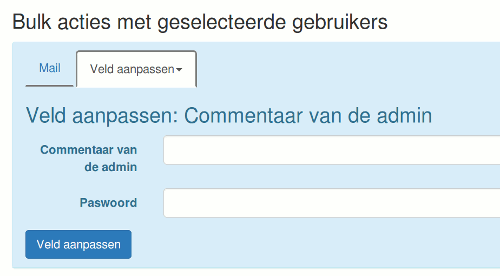 Bulk acties met geselecteerde gebruikers
Mail
Veld aanpassen
Veld aanpassen: Commentaar van de admin
Commentaar van
de admin
Paswoord
Veld aanpassen